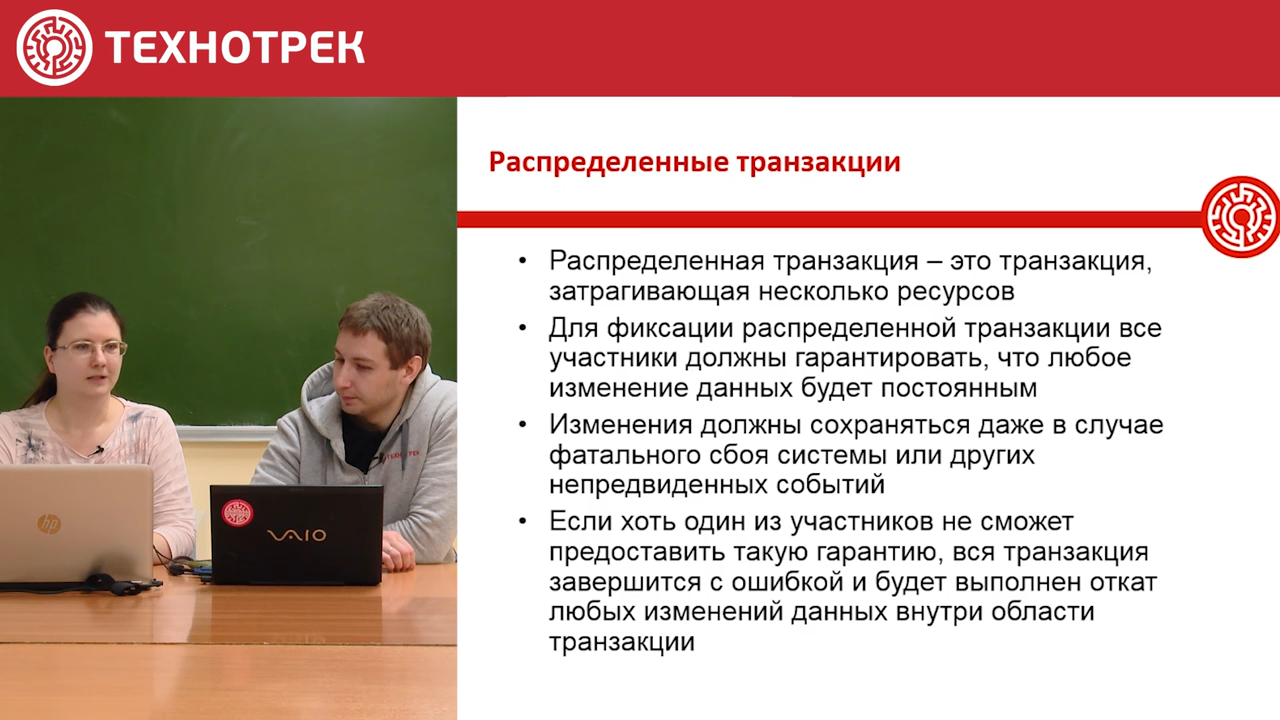 ТЕХНОТРЕК
Распределенные транзакции
• Распределенная транзакция – это транзакция,
затрагивающая несколько ресурсов
• Для фиксации распределенной транзакции все
участники должны гарантировать, что любое
изменение данных будет постоянным
• Изменения должны сохраняться даже в случае
фатального сбоя системы или других
непредвиденных событий
• Если хоть один из участников не сможет
предоставить такую гарантию, вся транзакция
завершится с ошибкой и будет выполнен откат
любых изменений данных внутри области
транзакции
ТЕХНОТРЕК
hp
VAIO